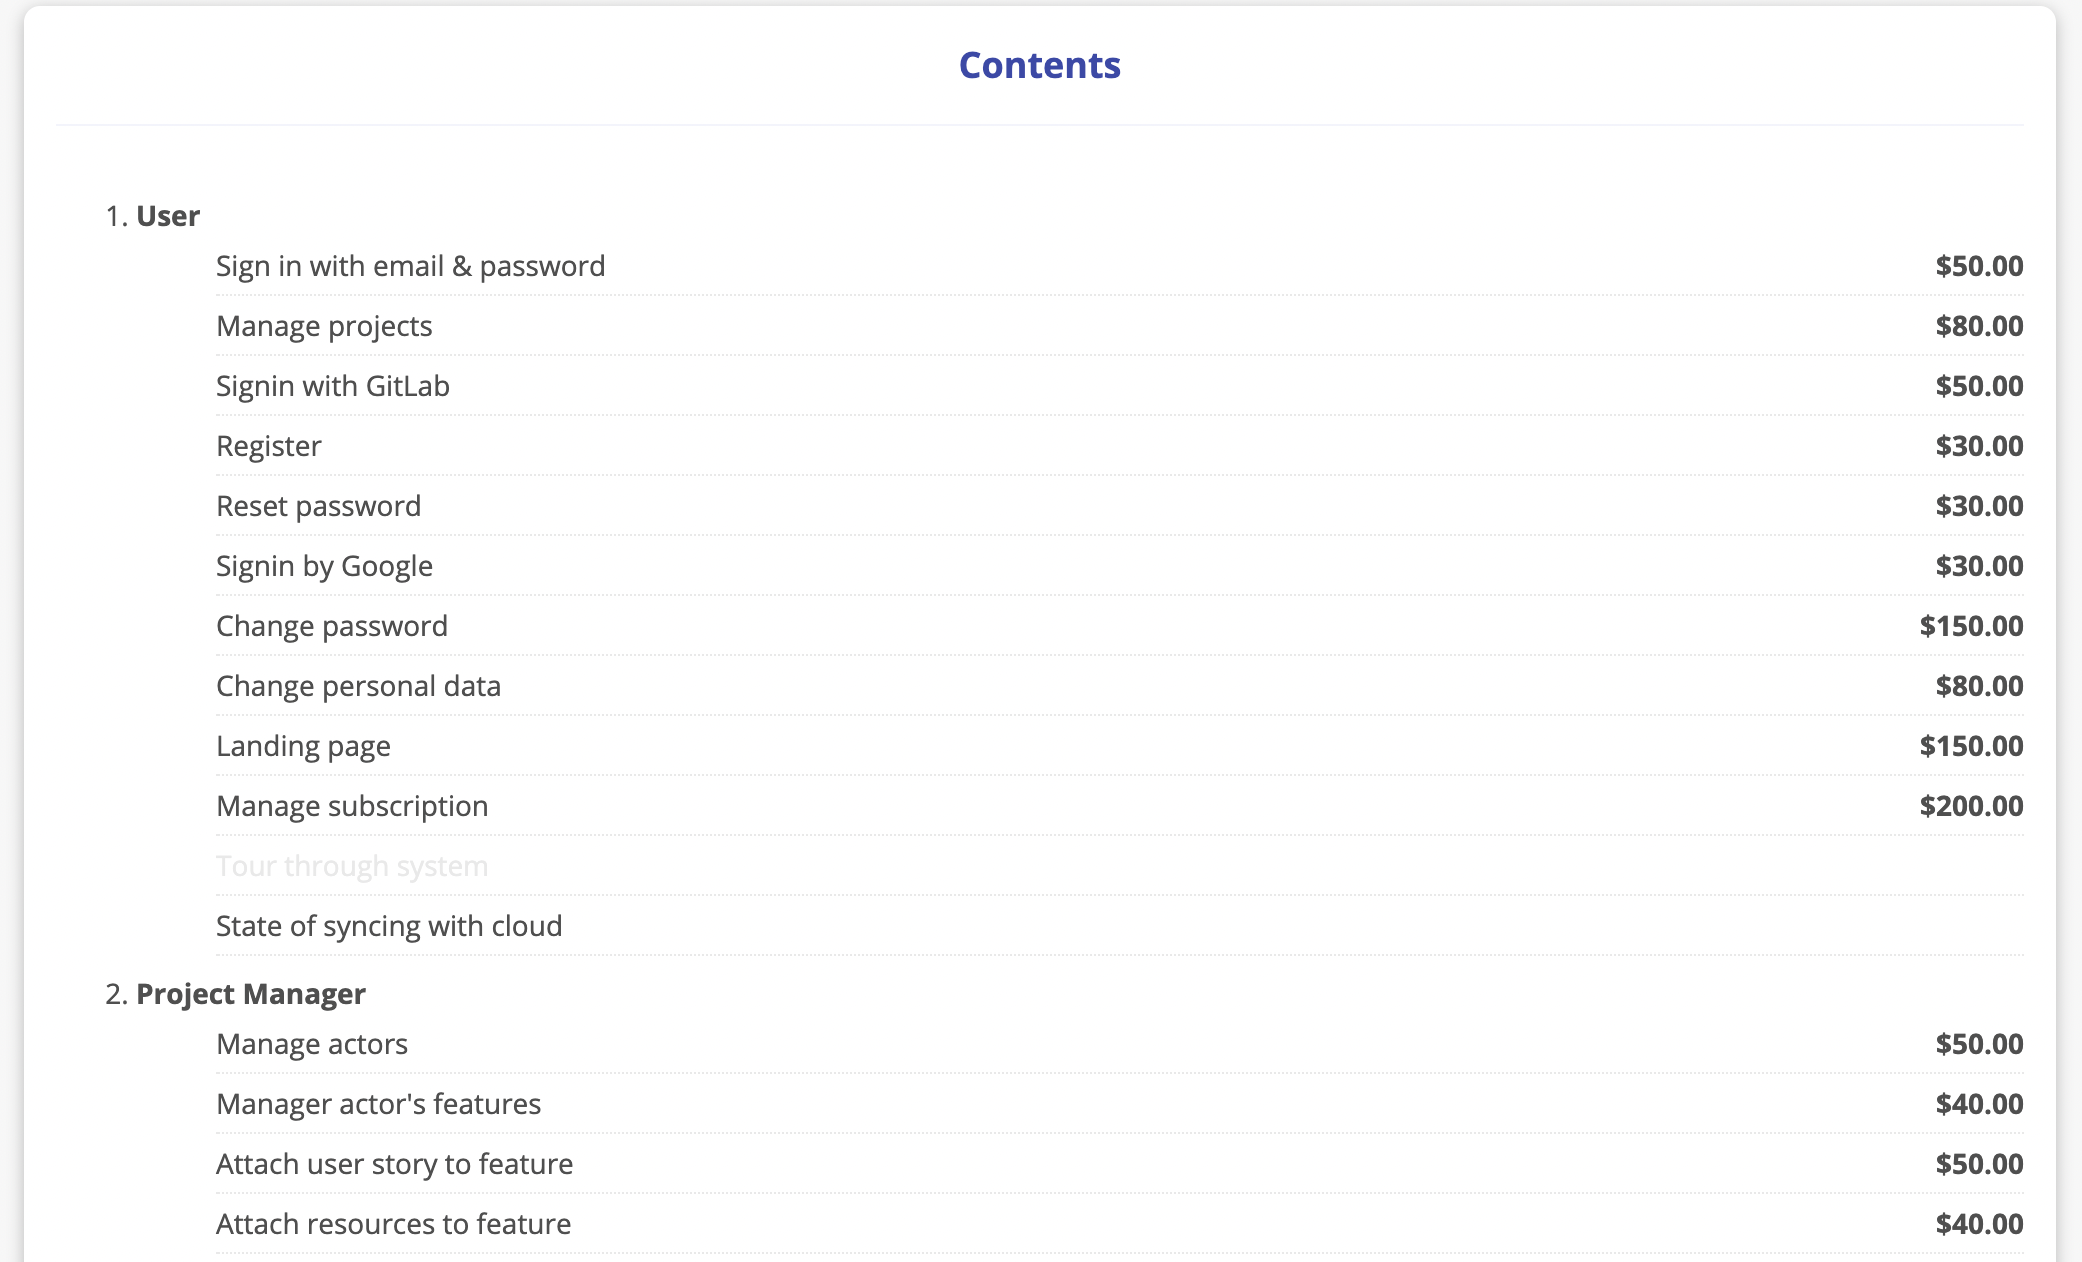 Contents
1. User
Sign in with email & password $50.00
Manage projects $80.00
Signin with GitLab $50.00
Register $30.00
Reset password $30.00
Signin by Google $30.00
Change password $150.00
Change personal data $80.00
Landing page $150.00
Manage subscription $200.00
Tour through system
State of syncing with cloud
2. Project Manager
Manage actors $50.00
Manager actor's features $40.00
Attach user story to feature $50.00
Attach resources to feature $40.00